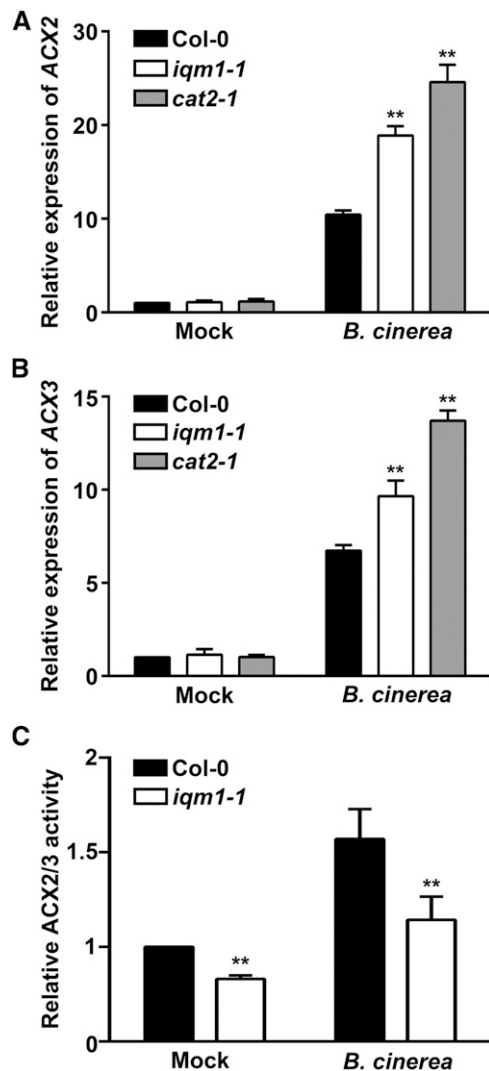 A
Relative expression of ACX2
30
20
10
0
Col-0
iqm1-1
cat2-1
**
**
Mock
B. cinerea
B
Relative expression of ACX3
15
10
5
0
Col-0
iqm1-1
cat2-1
**
**
Mock
B. cinerea
C
Relative ACX2/3 activity
2
1.5
1
0
Col-0
iqm1-1
**
**
Mock
B. cinerea